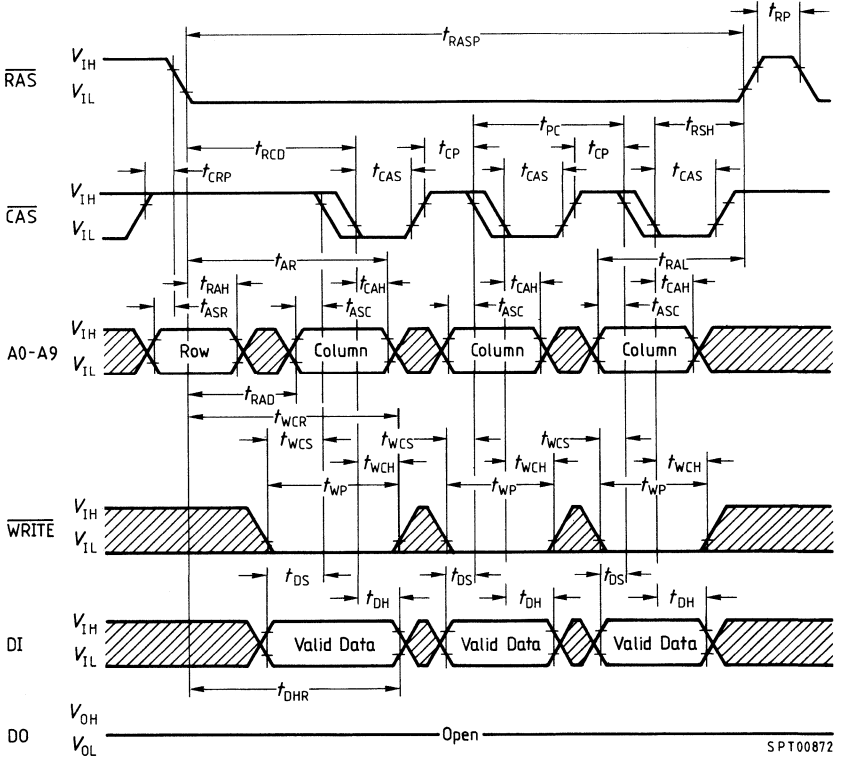 tRASP tRP
RAS VIH
VIL
tRCD tCP tPC tCP tRSH
tCRP tCAS tCAS tCAS
CAS VIH
VIL
tAR tRAL
tRAH tCAH tCAH tCAH
tASR tASC tASC tASC
A0-A9 VIH Row Column Column Column
VIL
tRAD
tWCR
tWCS tWCS tWCS
tWCH tWCH tWCH
tWP tWP tWP
WRITE VIH
VIL
tDS tDS tDS
tDH tDH tDH
DI VIH Valid Data Valid Data Valid Data
VIL
tDHR
DO VOH Open
VOL
SPT00872